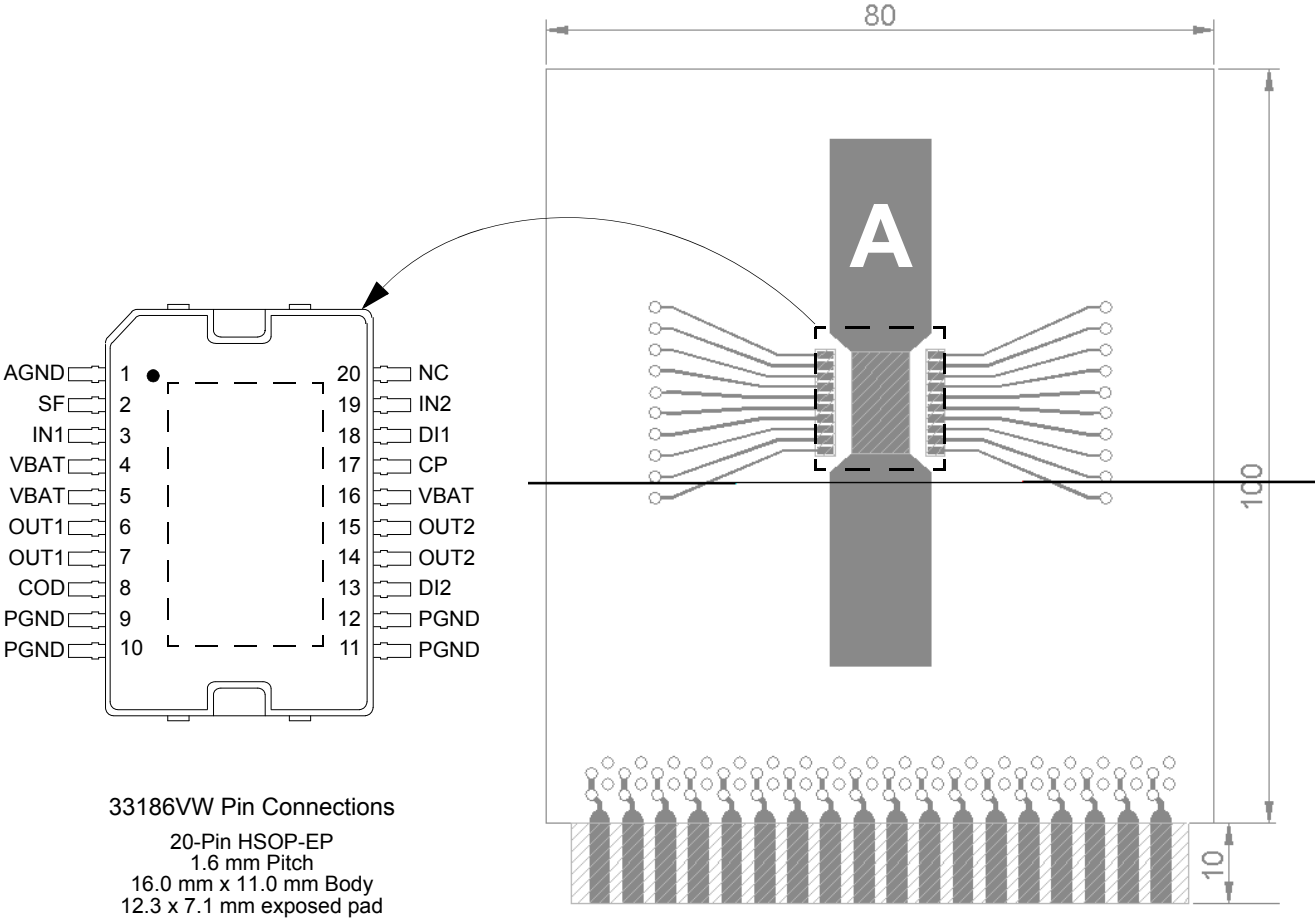 80
A
AGND 1 20 NC
SF 2 19 IN2
IN1 3 18 DI1
VBAT 4 17 CP
VBAT 5 16 VBAT
OUT1 6 15 OUT2
OUT1 7 14 OUT2
COD 8 13 DI2
PGND 9 12 PGND
PGND 10 11 PGND
100
33186VW Pin Connections
20-Pin HSOP-EP
1.6 mm Pitch
16.0 mm x 11.0 mm Body
12.3 x 7.1 mm exposed pad
10